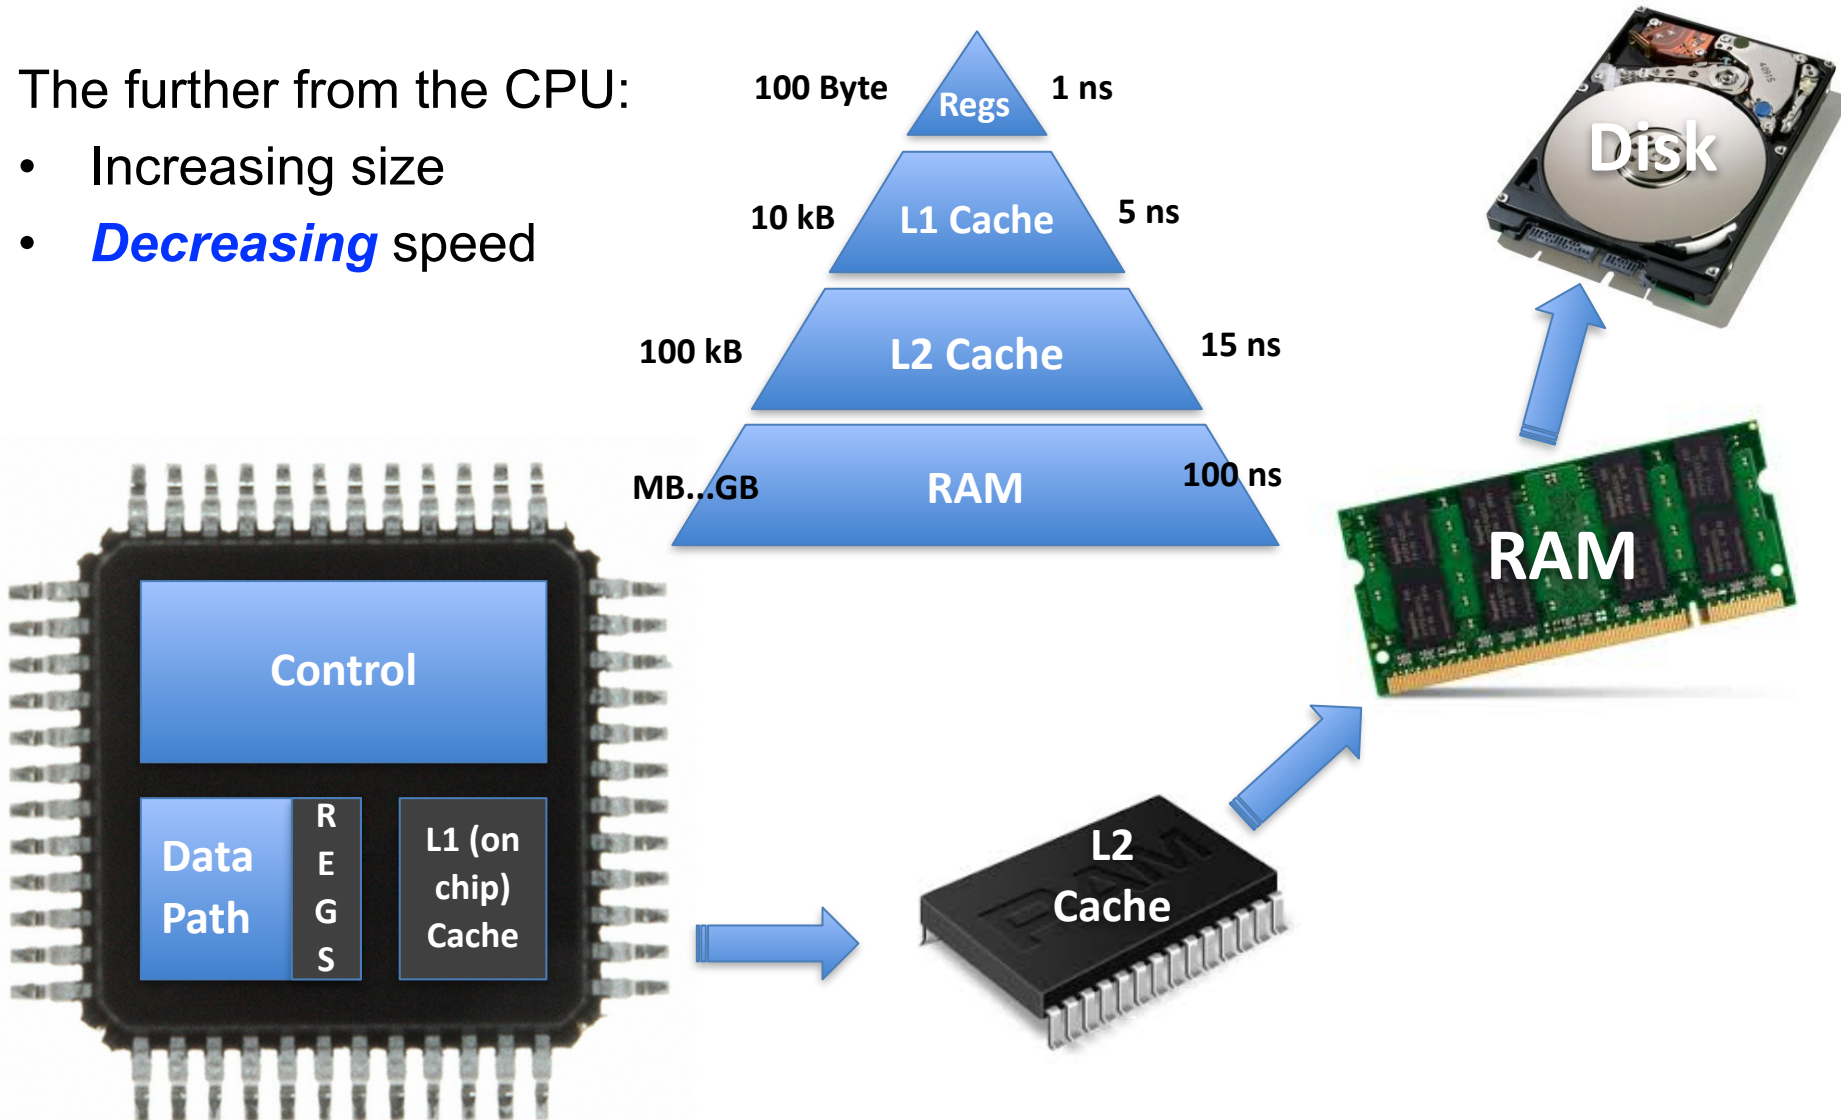 The further from the CPU:
• Increasing size
• Decreasing speed
100 Byte
Regs
1 ns
10 kB
L1 Cache
5 ns
100 kB
L2 Cache
15 ns
MB...GB
RAM
100 ns
Disk
RAM
Control
Data
Path
R
E
G
S
L1 (on
chip)
Cache
RAM
L2
Cache